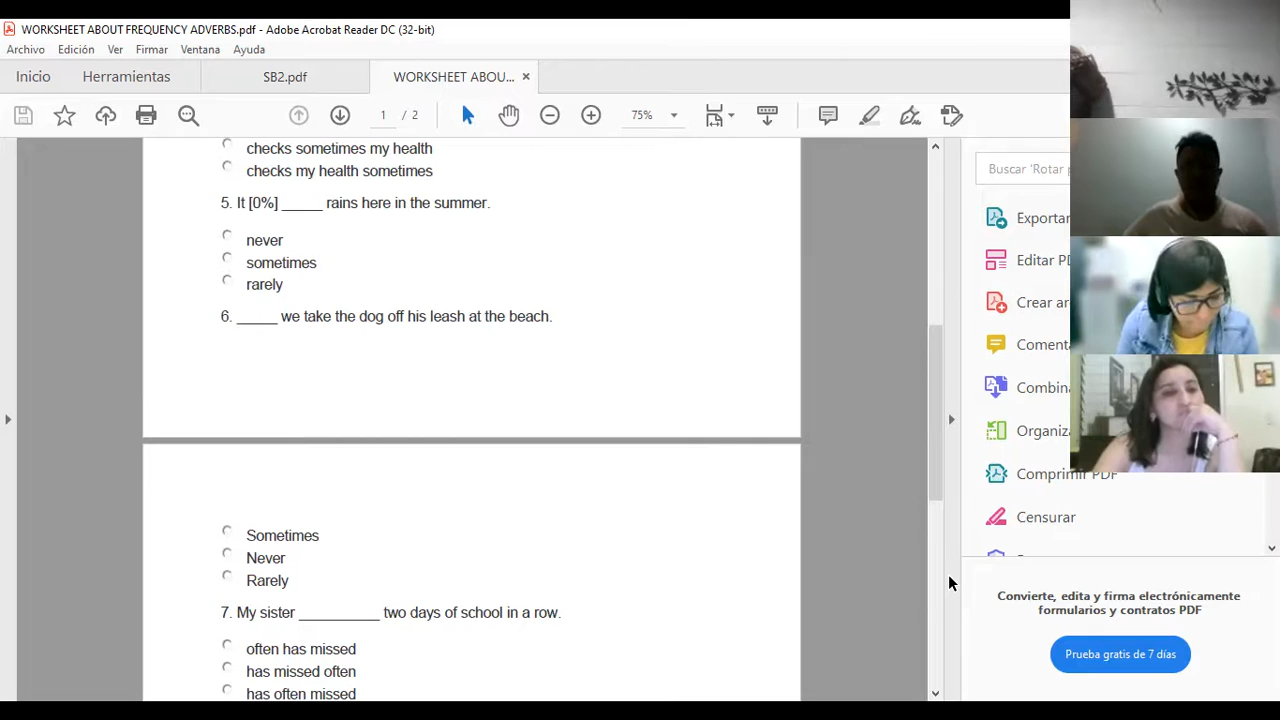 WORKSHEET ABOUT FREQUENCY ADVERBS.pdf - Adobe Acrobat Reader DC (32-bit)
Archivo Edición Ver Firmar Ventana Ayuda
Inicio Herramientas SB2.pdf WORKSHEET ABOU... ×
1 / 2 75%
checks sometimes my health
checks my health sometimes
5. It [0%] _____ rains here in the summer.
never
sometimes
rarely
6. _____ we take the dog off his leash at the beach.
Sometimes
Never
Rarely
7. My sister __________ two days of school in a row.
often has missed
has missed often
has often missed
Buscar 'Rotar
Exportar
Editar
Crear
Combin
Organiz
Comprimir PDF
Censurar
Convierte, edita y firma electrónicamente
formularios y contratos PDF
Prueba gratis de 7 días